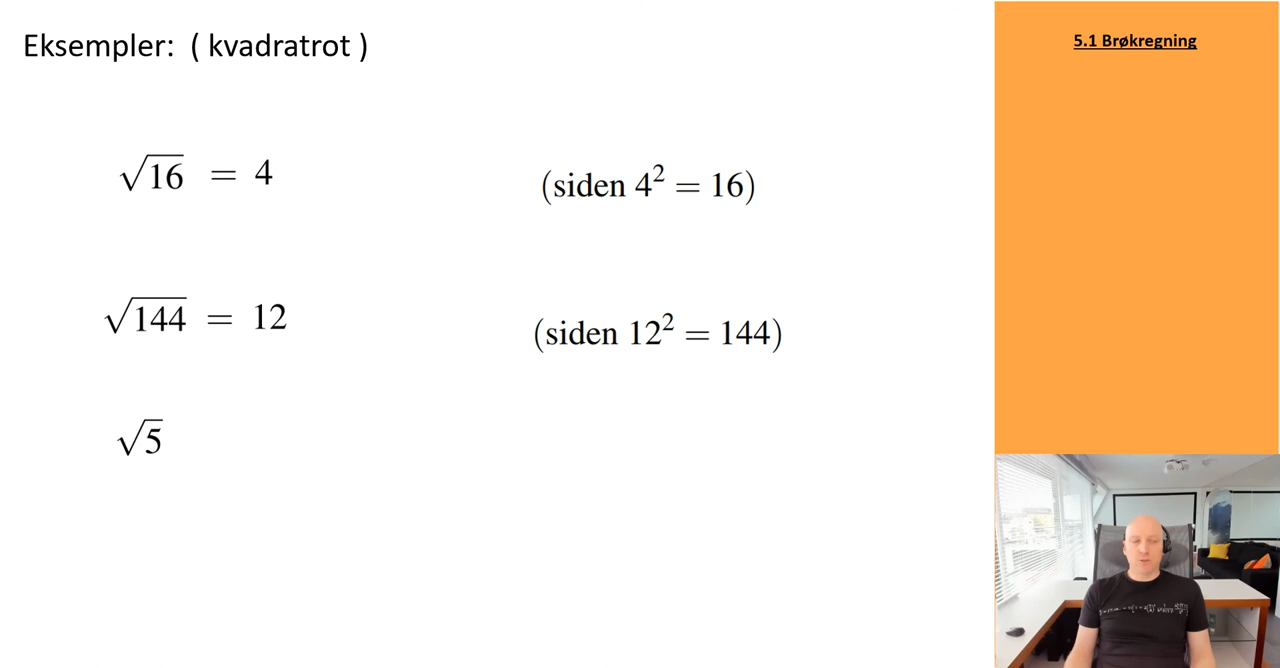 Eksempler: ( kvadratrot )
5.1 Brøkregning
√16 = 4 (siden 4² = 16)
√144 = 12 (siden 12² = 144)
√5